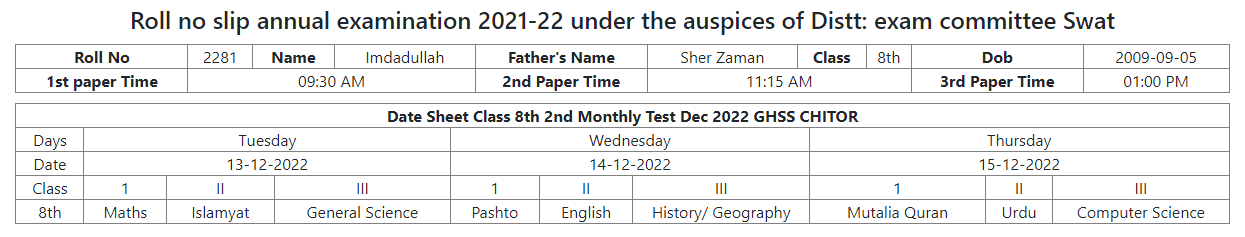 Roll no slip annual examination 2021-22 under the auspices of Distt: exam committee Swat
Roll No 2281 Name Imdadullah Father's Name Sher Zaman Class 8th Dob 2009-09-05
1st paper Time 09:30 AM 2nd Paper Time 11:15 AM 3rd Paper Time 01:00 PM
Date Sheet Class 8th 2nd Monthly Test Dec 2022 GHSS CHITOR
Days Tuesday Wednesday Thursday
Date 13-12-2022 14-12-2022 15-12-2022
Class 1 II III 1 II III 1 II III
8th Maths Islamyat General Science Pashto English History/ Geography Mutalia Quran Urdu Computer Science